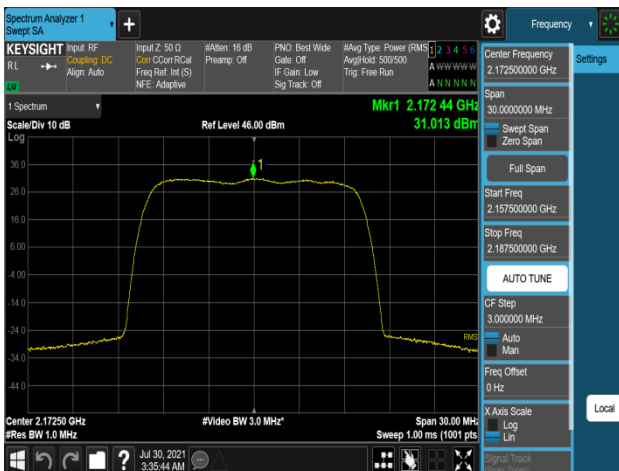 Spectrum Analyzer 1
Swept SA
+
Frequency
KEYSIGHT
RL
Input: RF
Coupling: DC
Align: Auto
Input Z: 50 Ω
Corr CCorr RCal
Freq Ref: Int (S)
NFE: Adaptive
#Atten: 16 dB
Preamp: Off
PNO: Best Wide
Gate: Off
IF Gain: Low
Sig Track: Off
#Avg Type: Power (RMS
Avg|Hold: 500/500
Trig: Free Run
1 2 3 4 5 6
A W W W W W
A N N N N N
1 Spectrum
Scale/Div 10 dB
Log
Ref Level 46.00 dBm
Mkr1 2.172 44 GHz
31.013 dBm
1
36.0
26.0
16.0
6.00
-4.00
-14.0
-24.0
-34.0
-44.0
RMS
Center 2.17250 GHz
#Res BW 1.0 MHz
#Video BW 3.0 MHz*
Span 30.00 MHz
Sweep 1.00 ms (1001 pts)
?
Jul 30, 2021
3:35:44 AM
Center Frequency
2.172500000 GHz
Span
30.0000000 MHz
Swept Span
Zero Span
Full Span
Start Freq
2.157500000 GHz
Stop Freq
2.187500000 GHz
AUTO TUNE
CF Step
3.000000 MHz
Auto
Man
Freq Offset
0 Hz
X Axis Scale
Log
Lin
Signal Track
Settings
Local